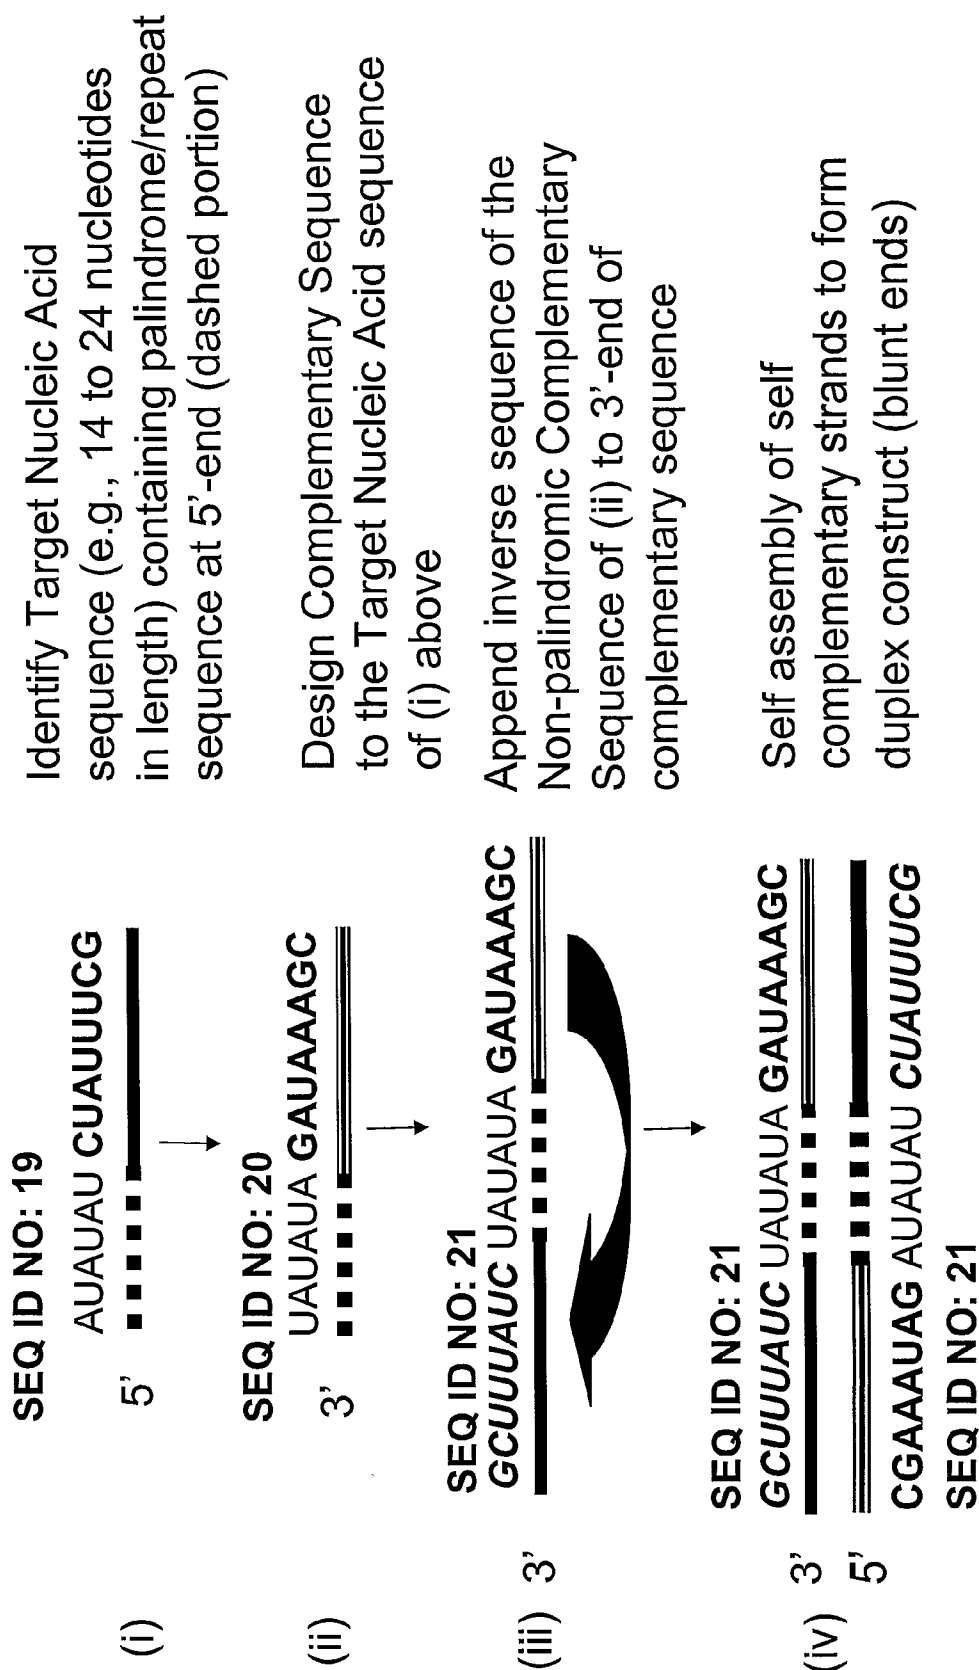 SEQ ID NO: 19
AUAUAU CUAUUUCG
(i)
5’
Identify Target Nucleic Acid
sequence (e.g., 14 to 24 nucleotides
in length) containing palindrome/repeat
sequence at 5’-end (dashed portion)
SEQ ID NO: 20
UAUAUA GAUAAAGC
(ii)
3’
Design Complementary Sequence
to the Target Nucleic Acid sequence
of (i) above
SEQ ID NO: 21
GCUUUAUC UAUAUA GAUAAAGC
(iii) 3’
Append inverse sequence of the
Non-palindromic Complementary
Sequence of (ii) to 3’-end of
complementary sequence
SEQ ID NO: 21
GCUUUAUC UAUAUA GAUAAAGC
(iv) 3’
5’
CGAAAUAG AUAUAU CUAUUUCG
SEQ ID NO: 21
Self assembly of self
complementary strands to form
duplex construct (blunt ends)